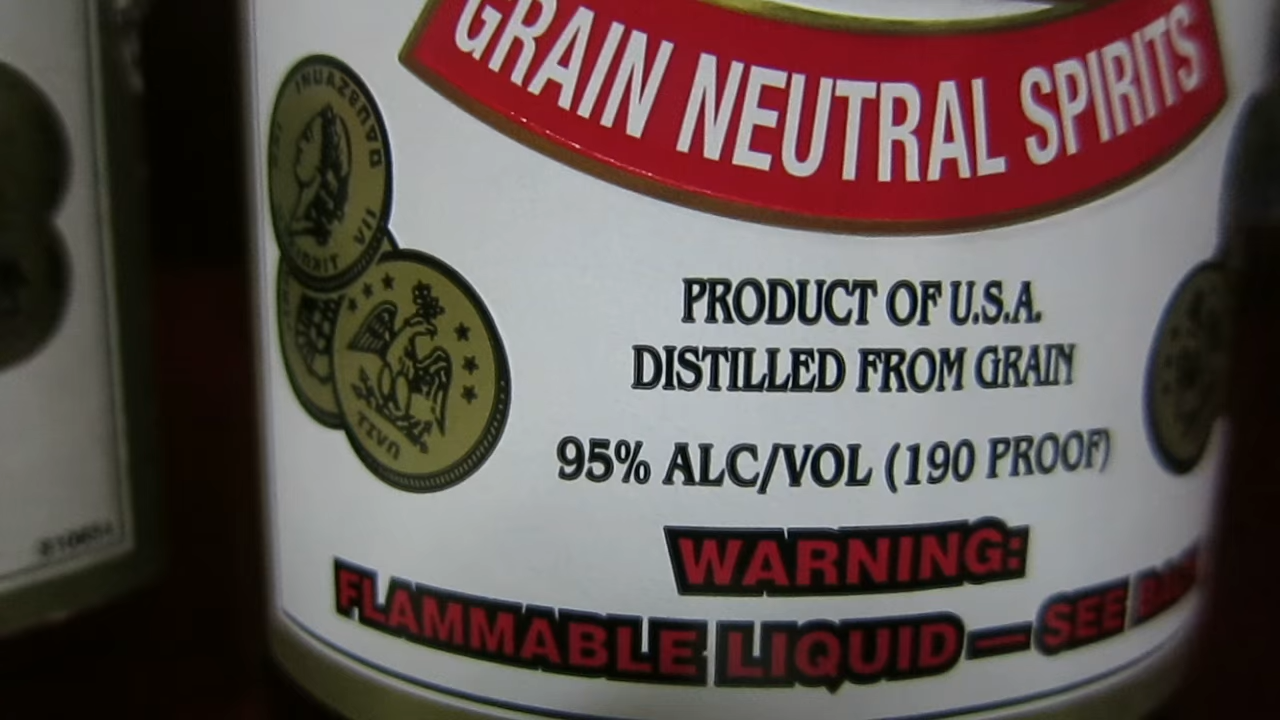 GRAIN NEUTRAL SPIRITS
PRODUCT OF U.S.A.
DISTILLED FROM GRAIN
95% ALC/VOL (190 PROOF)
WARNING:
FLAMMABLE LIQUID — SEE